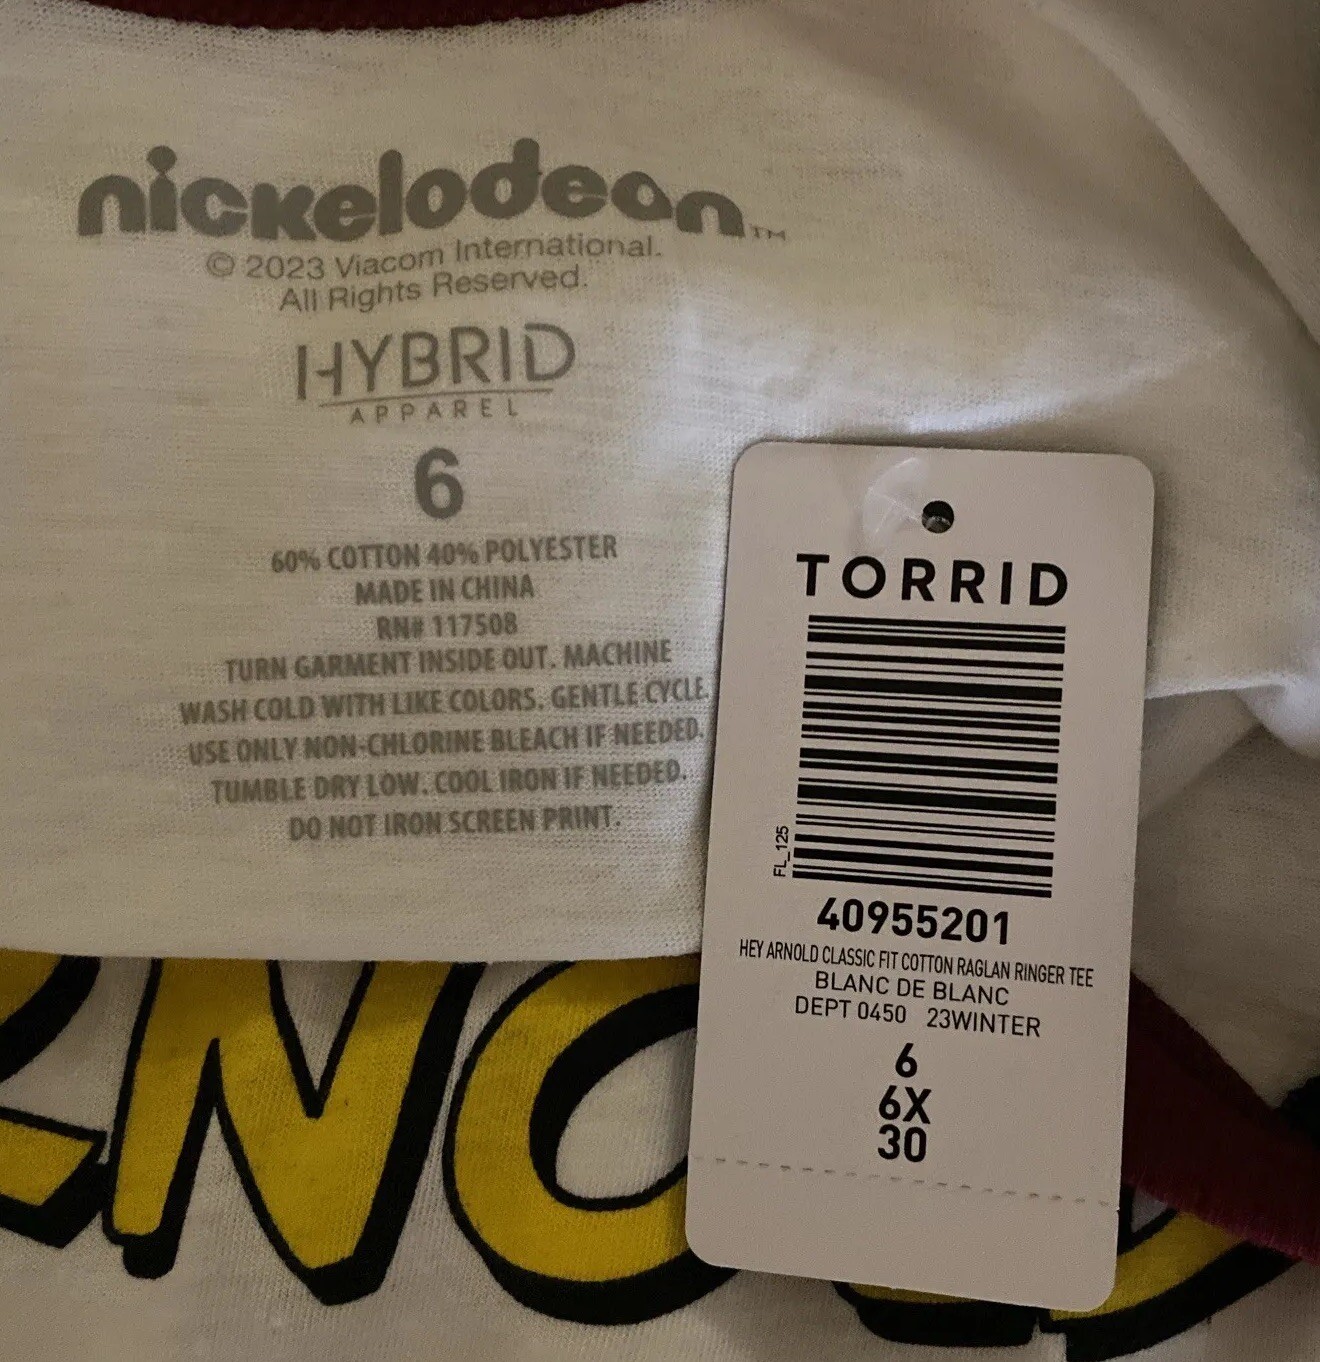 nickelodean™
© 2023 Viacom International.
All Rights Reserved.
HYBRID
APPAREL
6
60% COTTON 40% POLYESTER
MADE IN CHINA
RN# 117508
TURN GARMENT INSIDE OUT. MACHINE
WASH COLD WITH LIKE COLORS. GENTLE CYCLE.
USE ONLY NON-CHLORINE BLEACH IF NEEDED.
TUMBLE DRY LOW. COOL IRON IF NEEDED.
DO NOT IRON SCREEN PRINT.
TORRID
FL_125
40955201
HEY ARNOLD CLASSIC FIT COTTON RAGLAN RINGER TEE
BLANC DE BLANC
DEPT 0450 23WINTER
6
6X
30